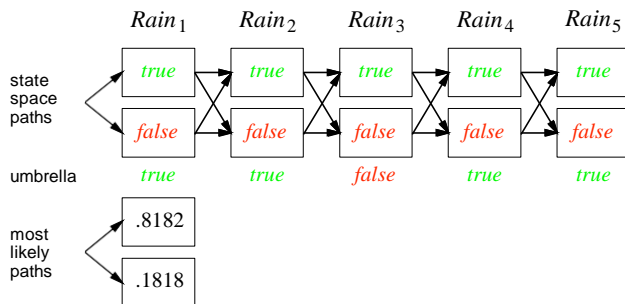 Rain1 Rain2 Rain3 Rain4 Rain5
state space paths
true true true true true
false false false false false
umbrella true true false true true
most likely paths
.8182
.1818